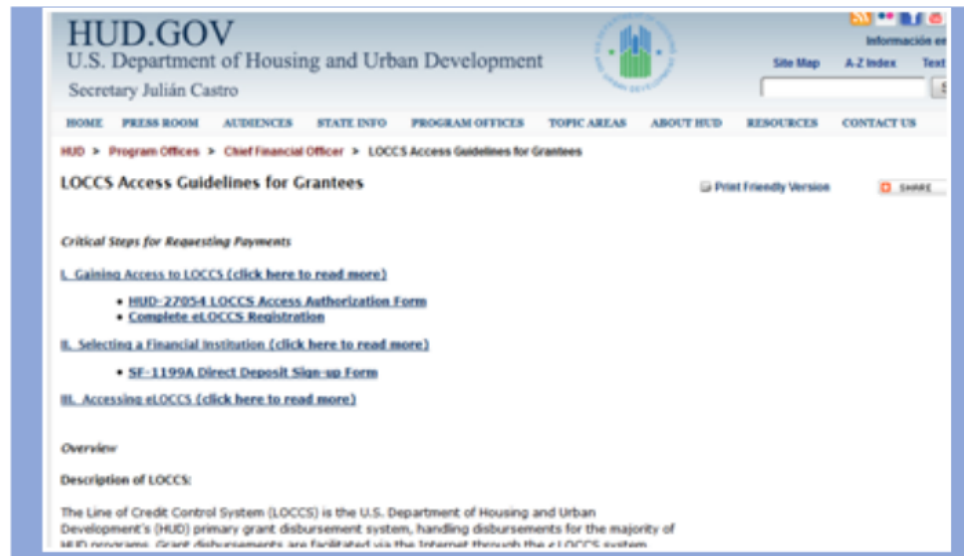 HUD.GOV
U.S. Department of Housing and Urban Development
Secretary Julián Castro
Información en
Site Map A-Z Index Text
HOME PRESS ROOM AUDIENCES STATE INFO PROGRAM OFFICES TOPIC AREAS ABOUT HUD RESOURCES CONTACT US
HUD > Program Offices > Chief Financial Officer > LOCCS Access Guidelines for Grantees
LOCCS Access Guidelines for Grantees
Print Friendly Version SHARE
Critical Steps for Requesting Payments
I. Gaining Access to LOCCS (click here to read more)
• HUD-27054 LOCCS Access Authorization Form
• Complete eLOCCS Registration
II. Selecting a Financial Institution (click here to read more)
• SF-1199A Direct Deposit Sign-up Form
III. Accessing eLOCCS (click here to read more)
Overview
Description of LOCCS:
The Line of Credit Control System (LOCCS) is the U.S. Department of Housing and Urban
Development's (HUD) primary grant disbursement system, handling disbursements for the majority of
HUD programs. Grant disbursements are facilitated via the Internet through the eLOCCS system